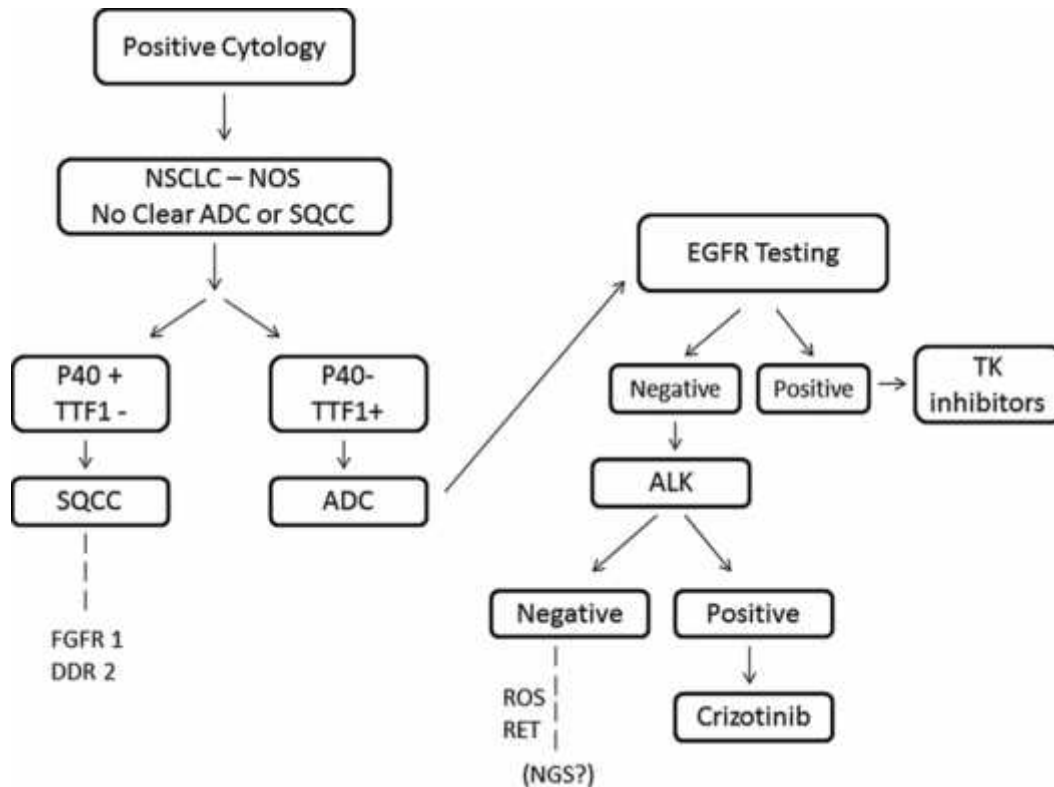 Positive Cytology
NSCLC – NOS
No Clear ADC or SQCC
P40 +
TTF1 -
P40-
TTF1+
SQCC
ADC
FGFR 1
DDR 2
EGFR Testing
Negative
Positive
TK
inhibitors
ALK
Negative
Positive
ROS
RET
(NGS?)
Crizotinib